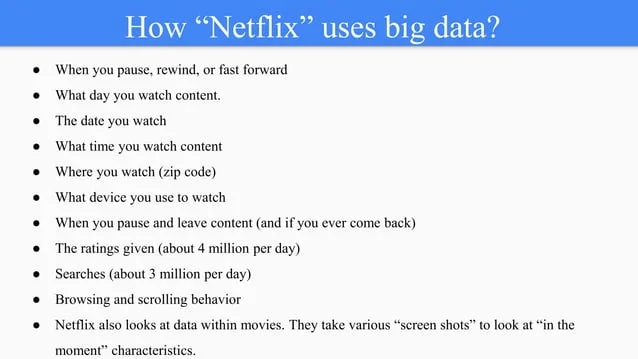 How “Netflix” uses big data?
● When you pause, rewind, or fast forward
● What day you watch content.
● The date you watch
● What time you watch content
● Where you watch (zip code)
● What device you use to watch
● When you pause and leave content (and if you ever come back)
● The ratings given (about 4 million per day)
● Searches (about 3 million per day)
● Browsing and scrolling behavior
● Netflix also looks at data within movies. They take various “screen shots” to look at “in the
moment” characteristics.